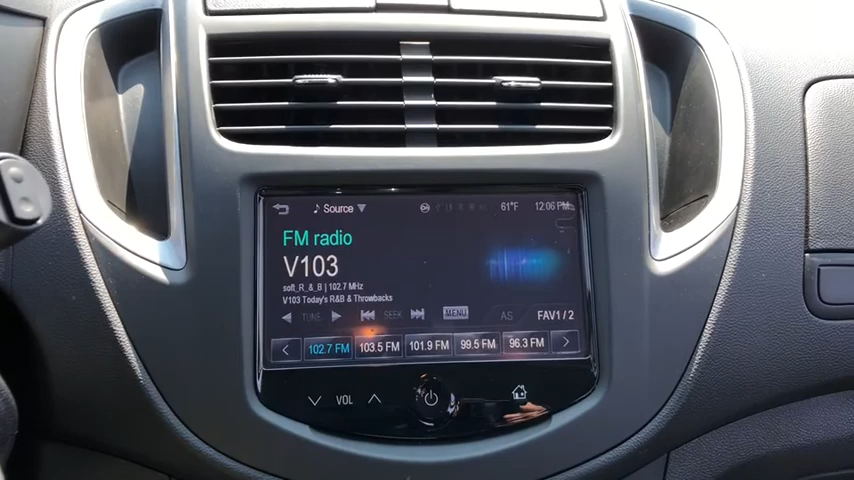 Source 61°F 12:06 PM
FM radio
V103
soft_R_&_B | 102.7 MHz
V103 Today's R&B & Throwbacks
TUNE SEEK MENU AS FAV1/2
102.7 FM 103.5 FM 101.9 FM 99.5 FM 96.3 FM
VOL